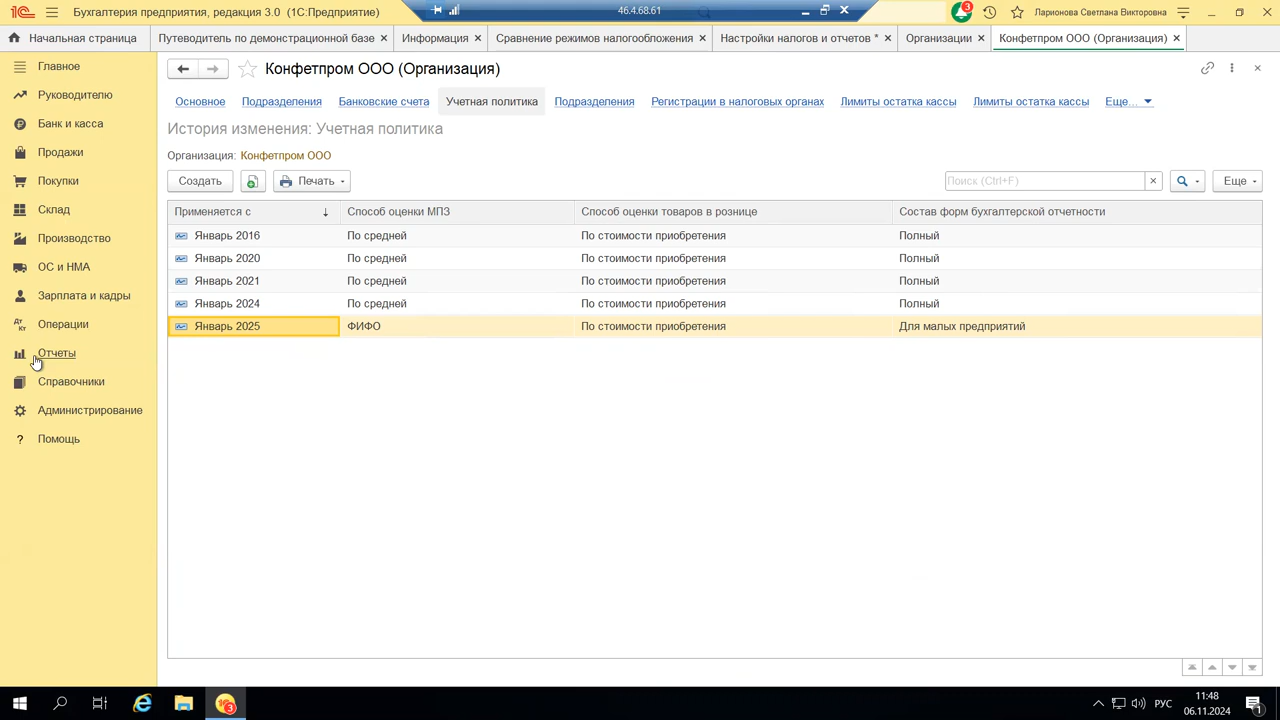 Бухгалтерия предприятия, редакция 3.0 (1С:Предприятие)
46.4.68.61
3
Ларионова Светлана Викторовна
Начальная страница
Путеводитель по демонстрационной базе
Информация
Сравнение режимов налогообложения *
Настройки налогов и отчетов *
Организации
Конфетпром ООО (Организация)
Главное
Руководителю
Банк и касса
Продажи
Покупки
Склад
Производство
ОС и НМА
Зарплата и кадры
Дт
Кт
Операции
Отчеты
Справочники
Администрирование
? Помощь
Конфетпром ООО (Организация)
Основное Подразделения Банковские счета Учетная политика Подразделения Регистрации в налоговых органах Лимиты остатка кассы Лимиты остатка кассы Еще...
История изменения: Учетная политика
Организация: Конфетпром ООО
Создать Печать Поиск (Ctrl+F) Еще
Применяется с ↓ Способ оценки МПЗ Способ оценки товаров в рознице Состав форм бухгалтерской отчетности
Январь 2016 По средней По стоимости приобретения Полный
Январь 2020 По средней По стоимости приобретения Полный
Январь 2021 По средней По стоимости приобретения Полный
Январь 2024 По средней По стоимости приобретения Полный
Январь 2025 ФИФО По стоимости приобретения Для малых предприятий
3
РУС
11:48
06.11.2024
1